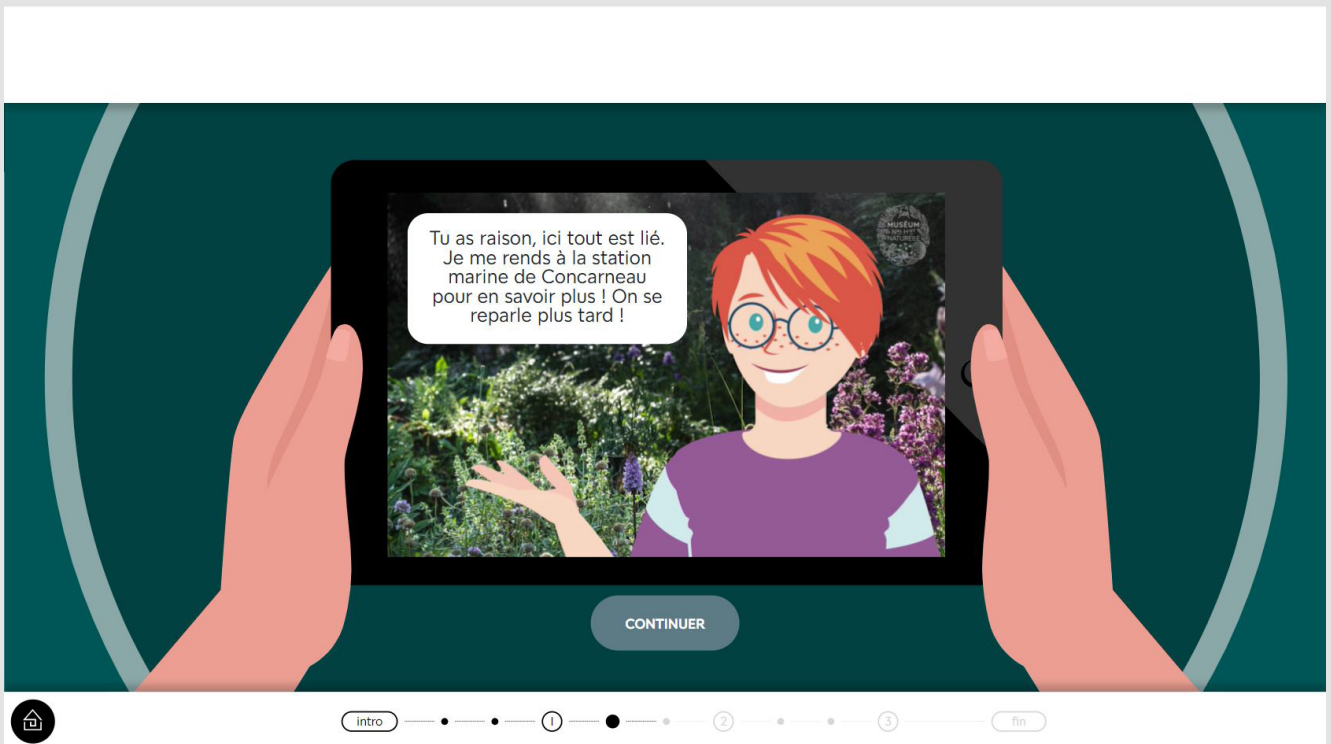 Tu as raison, ici tout est lié.
Je me rends à la station
marine de Concarneau
pour en savoir plus ! On se
reparle plus tard !
MUSÉUM
NATURELLE
CONTINUER
intro
1
2
3
fin